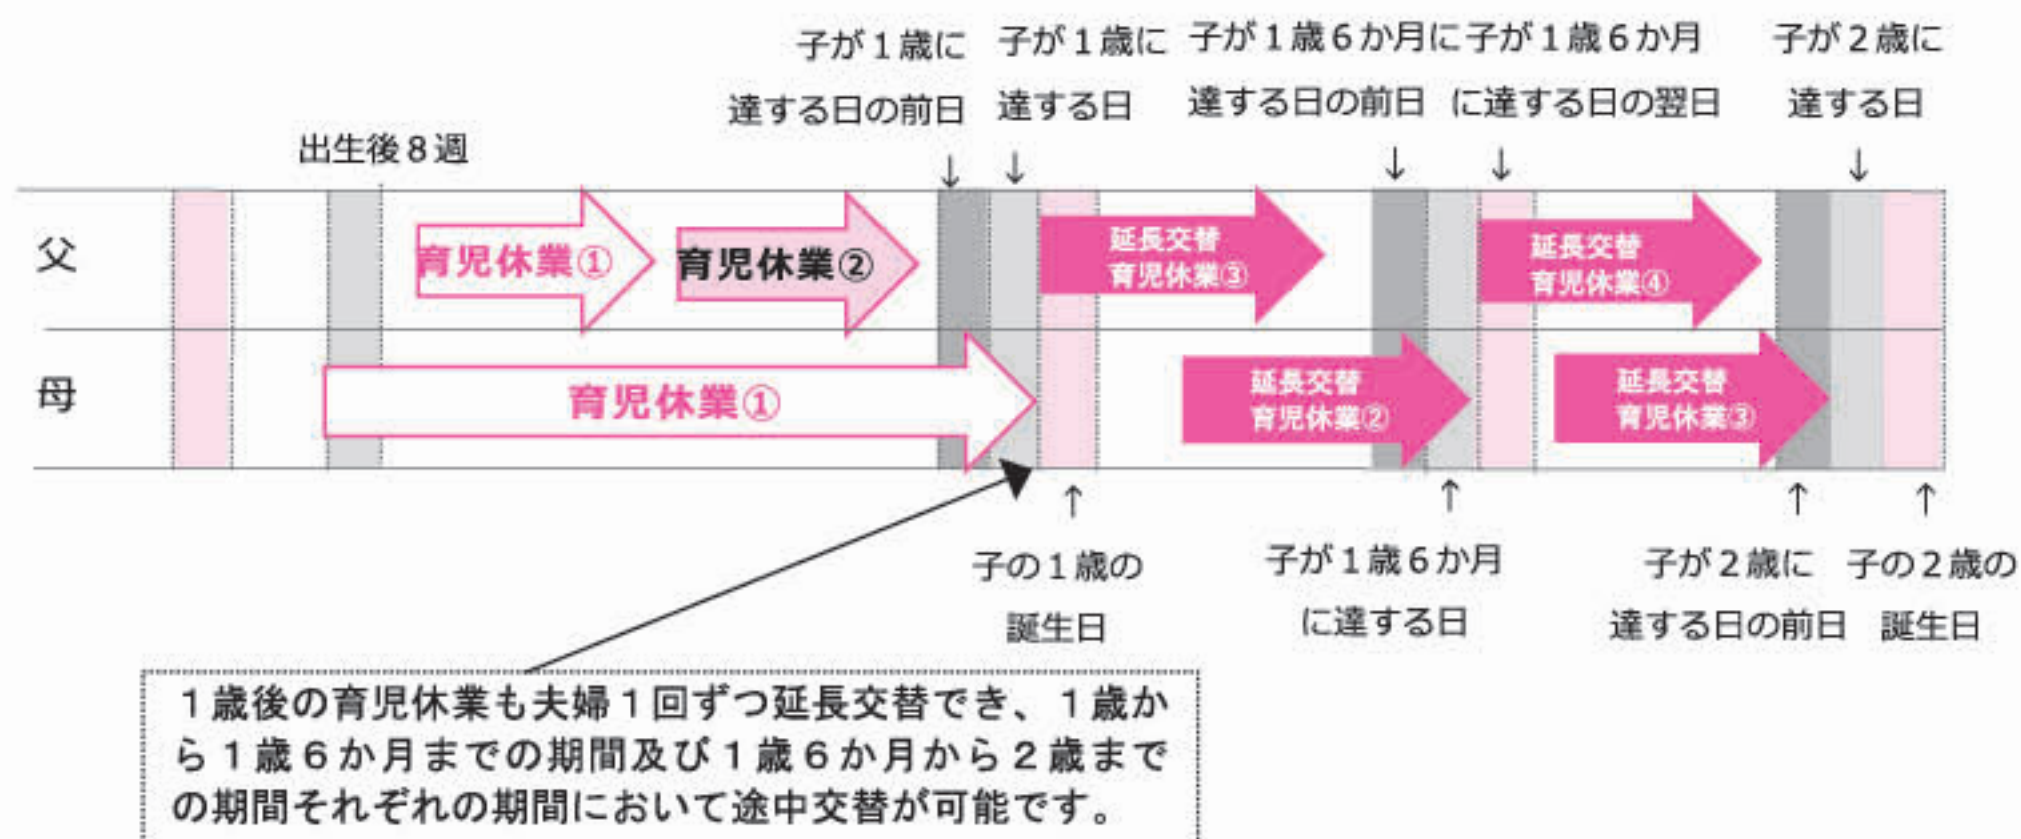 子が１歳に
達する日の前日
子が１歳に
達する日
子が１歳６か月に
達する日の前日
子が１歳６か月
に達する日の翌日
子が２歳に
達する日
出生後８週
父
育児休業①
育児休業②
延長交替
育児休業③
延長交替
育児休業④
母
育児休業①
延長交替
育児休業②
延長交替
育児休業③
子の１歳の
誕生日
子が１歳６か月
に達する日
子が２歳に
達する日の前日
子の２歳の
誕生日
１歳後の育児休業も夫婦１回ずつ延長交替でき、１歳か
ら１歳６か月までの期間及び１歳６か月から２歳まで
の期間それぞれの期間において途中交替が可能です。